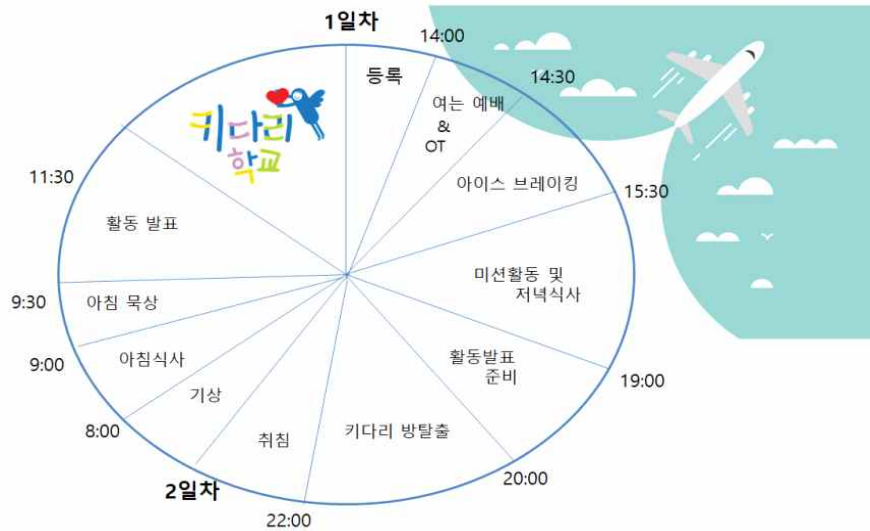 1일차
14:00
등록
14:30
여는 예배
&
OT
키다리
학교
아이스 브레이킹
15:30
11:30
활동 발표
미션활동 및
저녁식사
9:30
아침 묵상
활동발표
준비
19:00
9:00
아침식사
기상
8:00
취침
키다리 방탈출
20:00
2일차
22:00